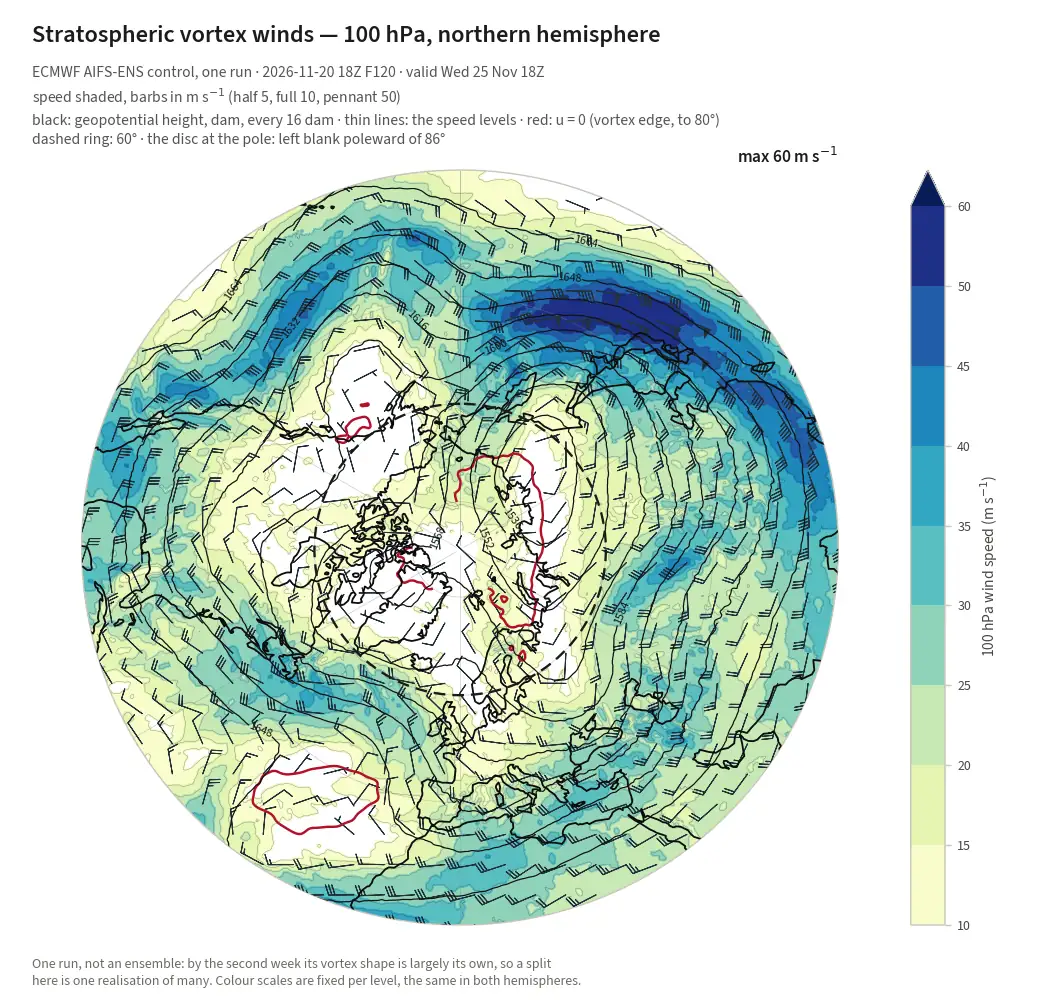 Stratospheric vortex winds — 100 hPa, northern hemisphere
ECMWF AIFS-ENS control, one run · 2026-11-20 18Z F120 · valid Wed 25 Nov 18Z
speed shaded, barbs in m s⁻¹ (half 5, full 10, pennant 50)
black: geopotential height, dam, every 16 dam · thin lines: the speed levels · red: u = 0 (vortex edge, to 80°)
dashed ring: 60° · the disc at the pole: left blank poleward of 86°
max 60 m s⁻¹
1664
1648
1664
1632
1616
1600
1568
1552
1584
1648
60
50
45
40
35
30
25
20
15
10
100 hPa wind speed (m s⁻¹)
One run, not an ensemble: by the second week its vortex shape is largely its own, so a split
here is one realisation of many. Colour scales are fixed per level, the same in both hemispheres.